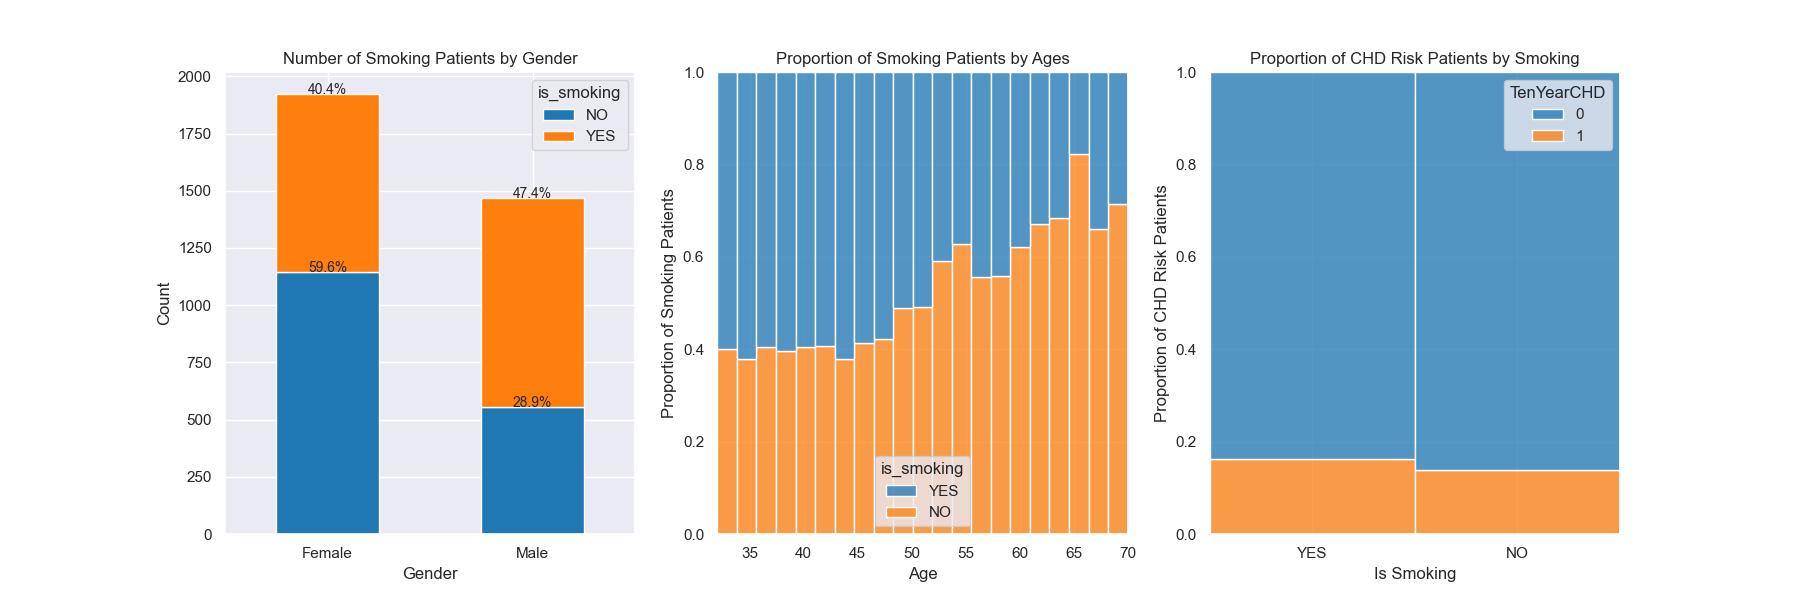 Number of Smoking Patients by Gender
2000
1750
1500
1250
1000
750
500
250
0
Count
40.4%
59.6%
47.4%
28.9%
is_smoking
NO
YES
Female
Male
Gender
Proportion of Smoking Patients by Ages
1.0
0.8
0.6
0.4
0.2
0.0
Proportion of Smoking Patients
is_smoking
YES
NO
35
40
45
50
55
60
65
70
Age
Proportion of CHD Risk Patients by Smoking
1.0
0.8
0.6
0.4
0.2
0.0
Proportion of CHD Risk Patients
TenYearCHD
0
1
YES
NO
Is Smoking